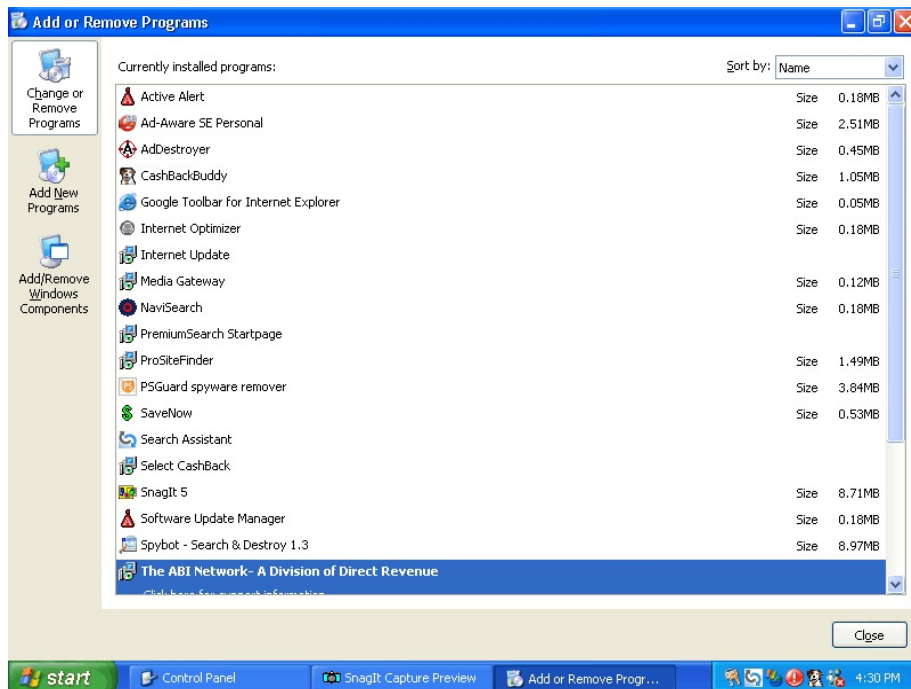 Add or Remove Programs
Change or
Remove
Programs
Add New
Programs
Add/Remove
Windows
Components
Currently installed programs:
Sort by: Name
Active Alert Size 0.18MB
Ad-Aware SE Personal Size 2.51MB
AdDestroyer Size 0.45MB
CashBackBuddy Size 1.05MB
Google Toolbar for Internet Explorer Size 0.05MB
Internet Optimizer Size 0.18MB
Internet Update
Media Gateway Size 0.12MB
NaviSearch Size 0.18MB
PremiumSearch Startpage
ProSiteFinder Size 1.49MB
PSGuard spyware remover Size 3.84MB
SaveNow Size 0.53MB
Search Assistant
Select CashBack
SnagIt 5 Size 8.71MB
Software Update Manager Size 0.18MB
Spybot - Search & Destroy 1.3 Size 8.97MB
The ABI Network- A Division of Direct Revenue
Click here for support information
Close
start
Control Panel
SnagIt Capture Preview
Add or Remove Progr...
4:30 PM